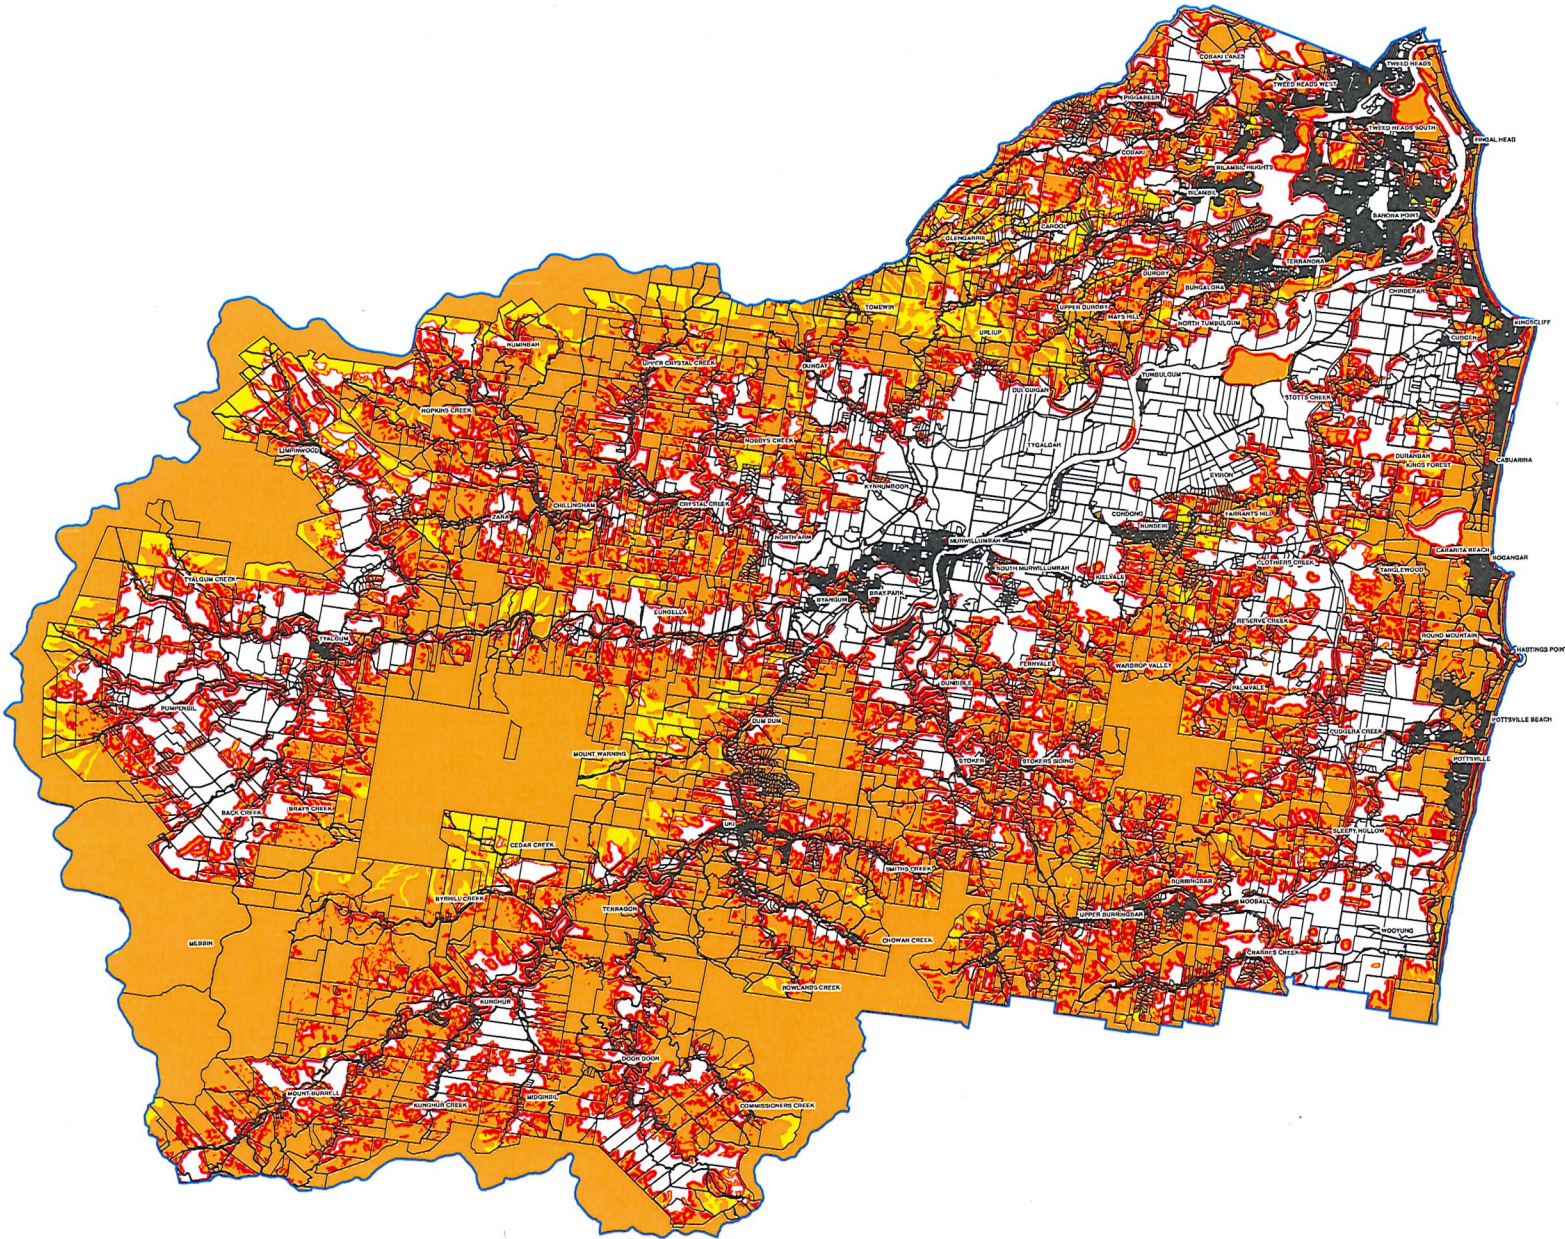 COBAKI LAKES
TWEED HEADS
TWEED HEADS WEST
PIGGABEEN
TWEED HEADS SOUTH
FINGAL HEAD
COBAKI
BILAMBIL HEIGHTS
BILAMBIL
BANORA POINT
CAROOL
GLENGARRIE
TERRANORA
DUROBY
BUNGALORA
CHINDERAH
TOMEWIN
UPPER DUROBY
MAYS HILL
NORTH TUMBULGUM
KINGSCLIFF
URLIUP
CUDGEN
NUMINBAH
UPPER CRYSTAL CREEK
DUNGAY
TUMBULGUM
DULGUIGAN
STOTTS CREEK
HOPKINS CREEK
NOBBYS CREEK
TYGALGAH
LIMPINWOOD
DURANBAH
CASUARINA
KINGS FOREST
EVIRON
KYNNUMBOON
CHILLINGHAM
CRYSTAL CREEK
ZARA
CONDONG
FARRANTS HILL
NUNDERI
NORTH ARM
MURWILLUMBAH
CABARITA BEACH
BOGANGAR
CLOTHIERS CREEK
SOUTH MURWILLUMBAH
TANGLEWOOD
KIELVALE
TYALGUM CREEK
BRAY PARK
BYANGUM
EUNGELLA
RESERVE CREEK
TYALGUM
ROUND MOUNTAIN
HASTINGS POINT
FERNVALE
WARDROP VALLEY
DUNBIBLE
PALMVALE
PUMPENBIL
DUM DUM
POTTSVILLE BEACH
CUDGERA CREEK
MOUNT WARNING
STOKER
STOKERS SIDING
POTTSVILLE
BRAYS CREEK
BACK CREEK
UKI
SLEEPY HOLLOW
CEDAR CREEK
SMITHS CREEK
BURRINGBAR
BYRRILL CREEK
MOOBALL
TERRAGON
UPPER BURRINGBAR
WOOYUNG
MEBBIN
CHOWAN CREEK
CRABBES CREEK
ROWLANDS CREEK
KUNGHUR
DOON DOON
MOUNT BURRELL
MIDGINBIL
KUNGHUR CREEK
COMMISSIONERS CREEK